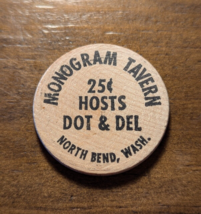 MONOGRAM TAVERN
25¢
HOSTS
DOT & DEL
NORTH BEND, WASH.